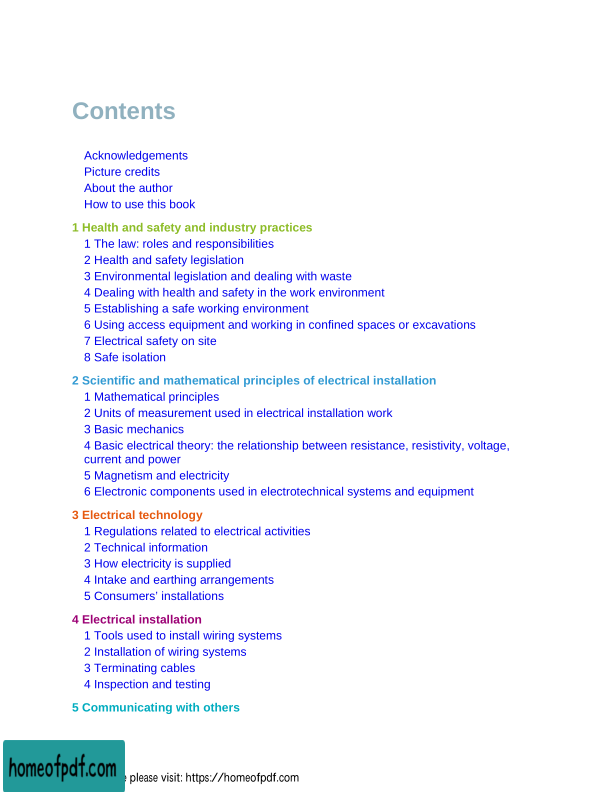 Contents
Acknowledgements
Picture credits
About the author
How to use this book
1 Health and safety and industry practices
1 The law: roles and responsibilities
2 Health and safety legislation
3 Environmental legislation and dealing with waste
4 Dealing with health and safety in the work environment
5 Establishing a safe working environment
6 Using access equipment and working in confined spaces or excavations
7 Electrical safety on site
8 Safe isolation
2 Scientific and mathematical principles of electrical installation
1 Mathematical principles
2 Units of measurement used in electrical installation work
3 Basic mechanics
4 Basic electrical theory: the relationship between resistance, resistivity, voltage,
current and power
5 Magnetism and electricity
6 Electronic components used in electrotechnical systems and equipment
3 Electrical technology
1 Regulations related to electrical activities
2 Technical information
3 How electricity is supplied
4 Intake and earthing arrangements
5 Consumers' installations
4 Electrical installation
1 Tools used to install wiring systems
2 Installation of wiring systems
3 Terminating cables
4 Inspection and testing
5 Communicating with others
homeofpdf.com
please visit: https://homeofpdf.com